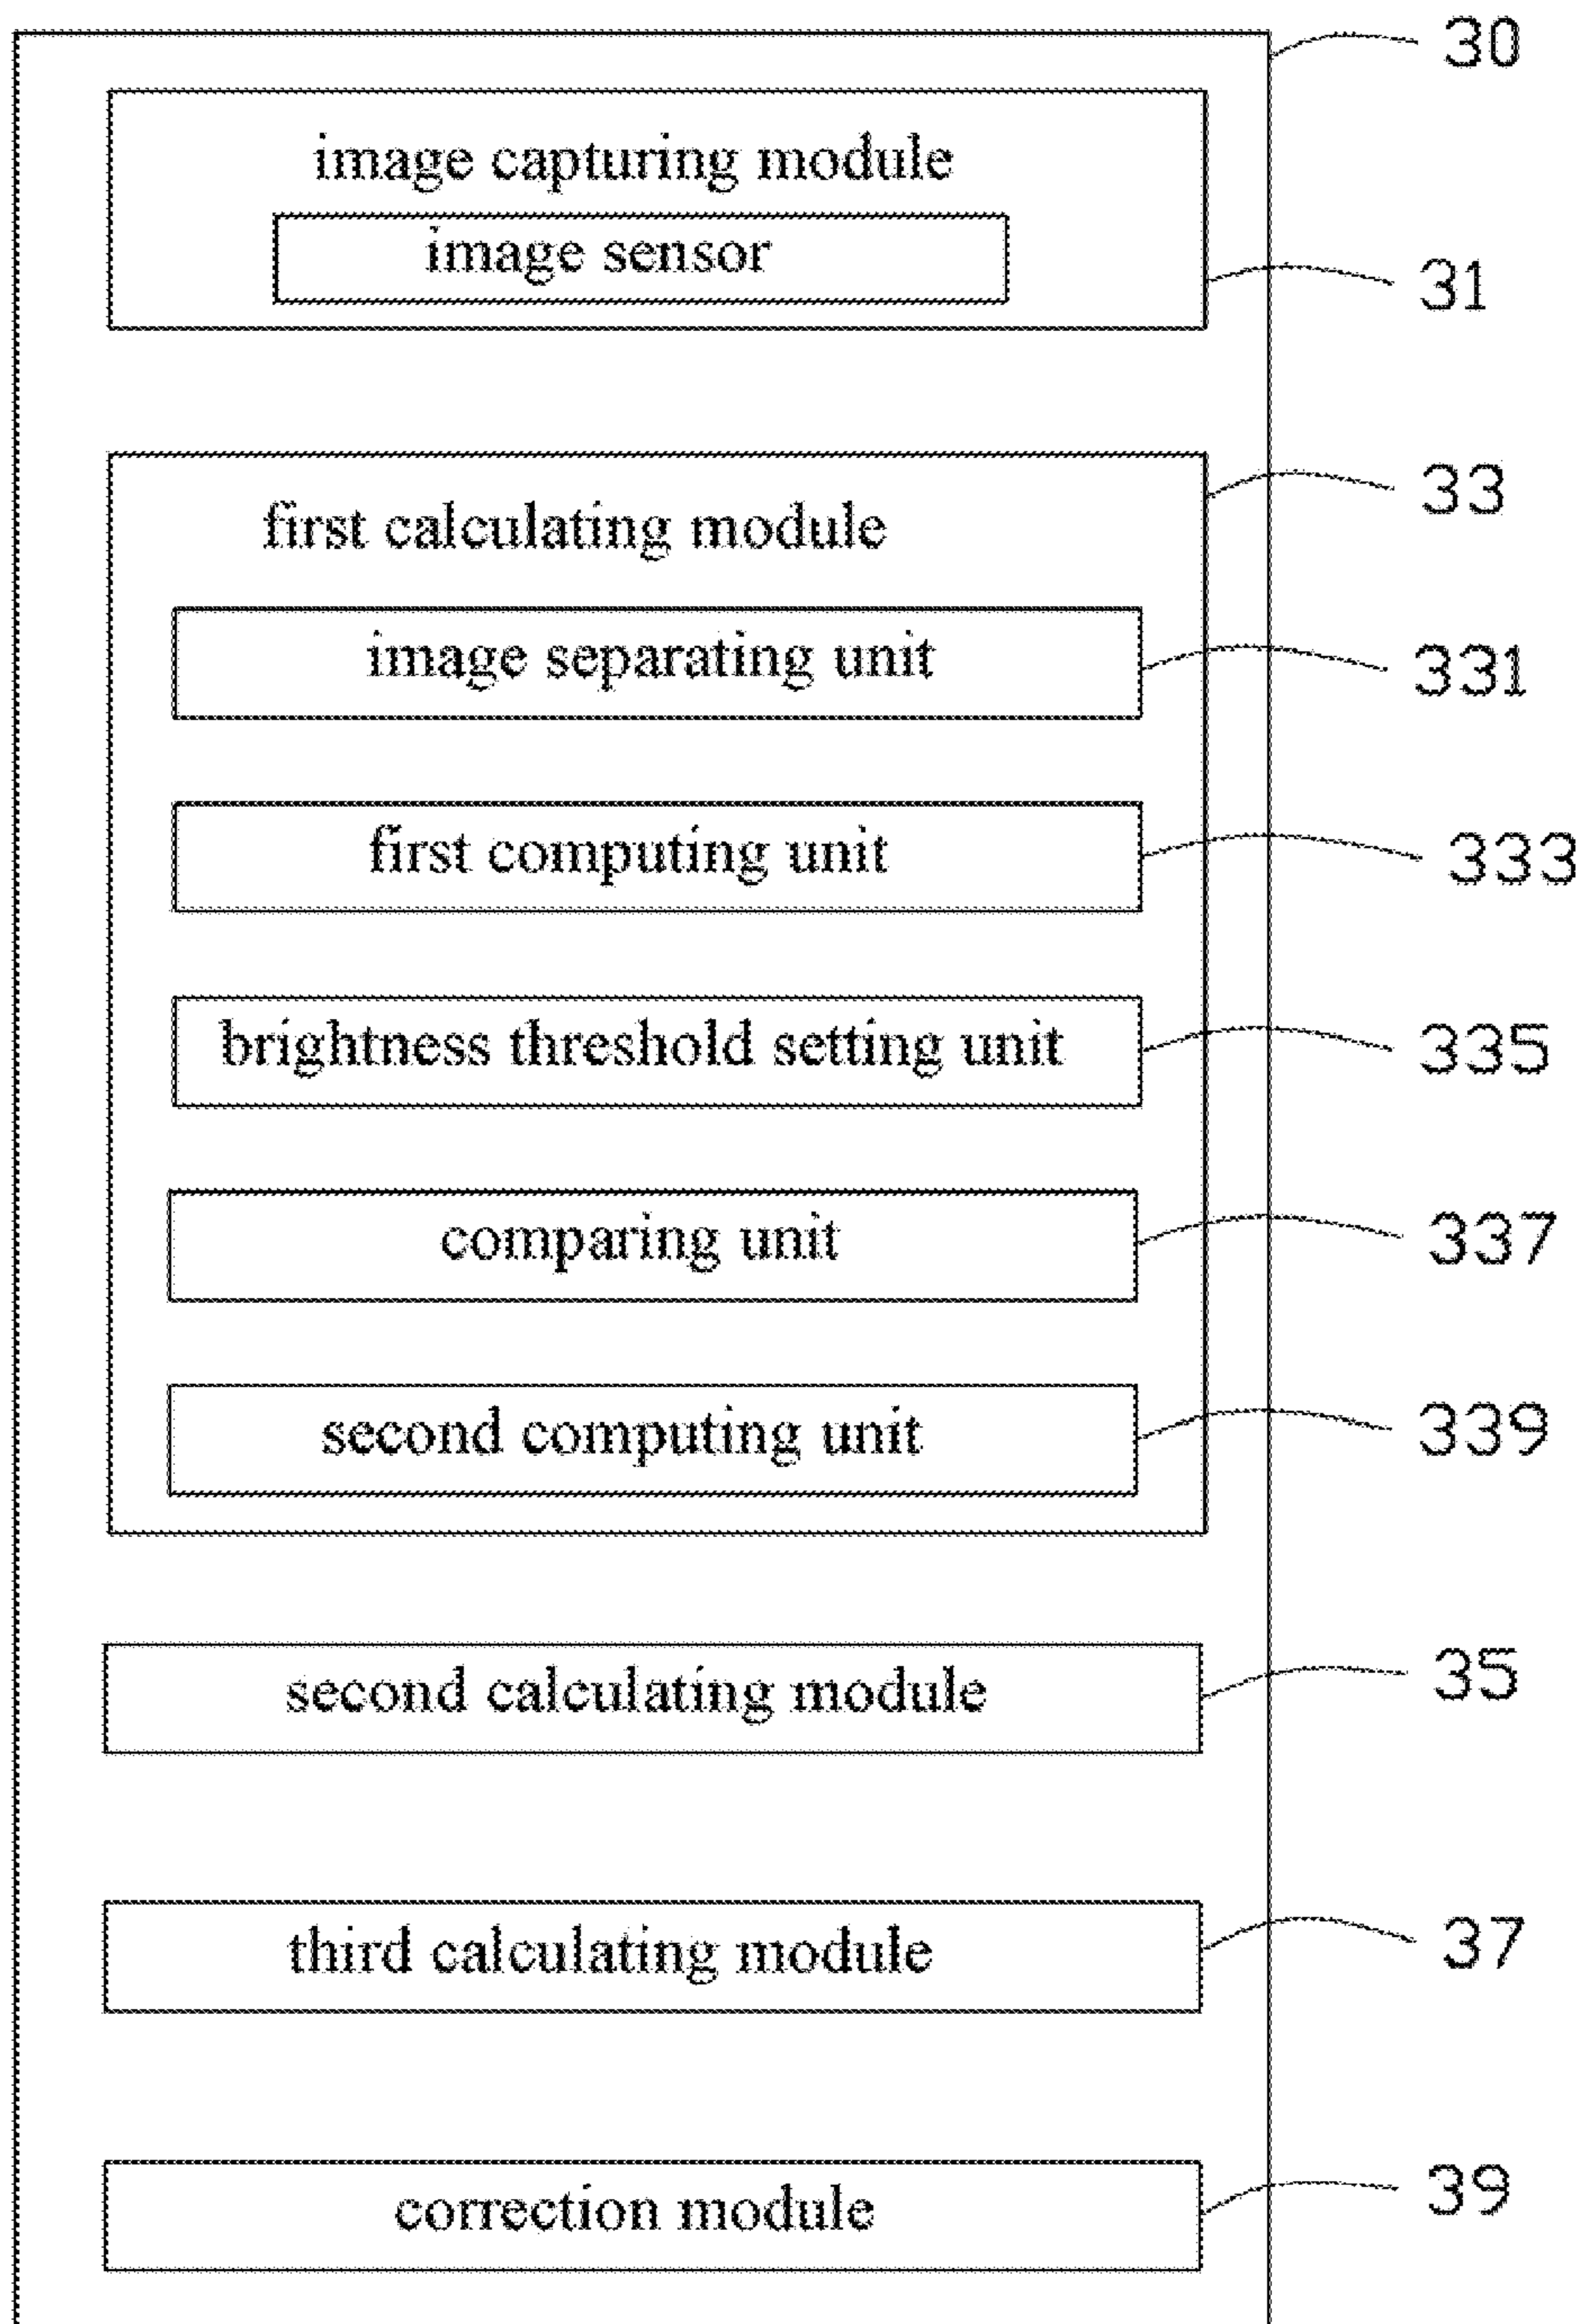 30
image capturing module
image sensor
31
33
first calculating module
image separating unit
331
first computing unit
333
brightness threshold setting unit
335
comparing unit
337
second computing unit
339
second calculating module
35
third calculating module
37
correction module
39